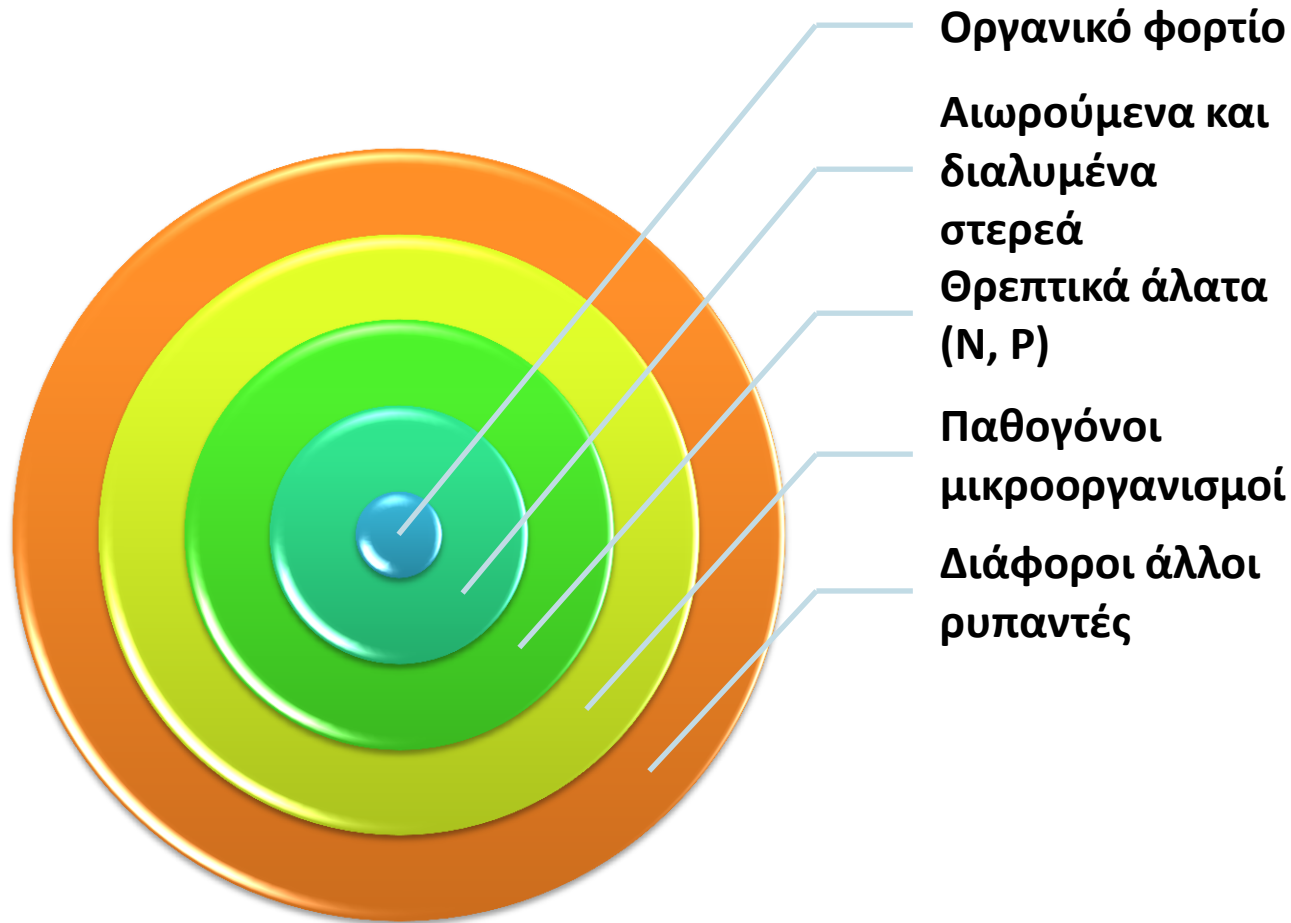 Οργανικό φορτίο
Αιωρούμενα και
διαλυμένα
στερεά
Θρεπτικά άλατα
(N, P)
Παθογόνοι
μικροοργανισμοί
Διάφοροι άλλοι
ρυπαντές